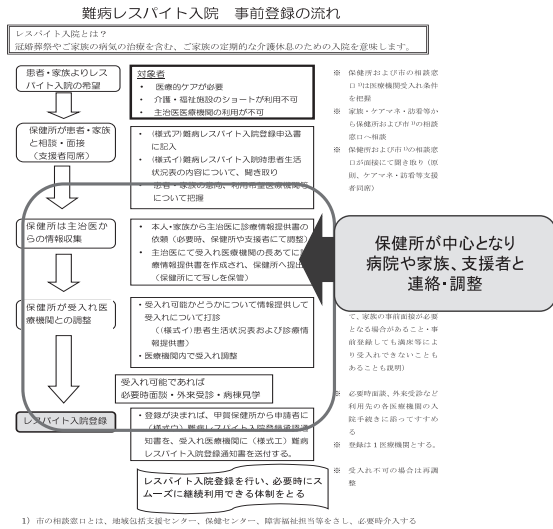 難病レスパイト入院 事前登録の流れ
レスパイト入院とは?
冠婚葬祭やご家族の病気の治療を含む、ご家族の定期的な介護休息のための入院を意味します。
患者・家族よりレ
スパイト入院の希望
対象者
・ 医療的ケアが必要
・ 介護・福祉施設のショートが利用不可
・ 主治医医療機関の利用が不可
※ 保健所および市の相談窓
口¹⁾は医療機関受入れ条件
を把握
※ 家族・ケアマネ・訪看等か
ら保健所および市¹⁾の相談
窓口へ相談
※ 保健所および市¹⁾の相談窓
口が面接にて聞き取り(原
則、ケアマネ・訪看等支援
者同席)
保健所が患者・家族
と相談・面接
(支援者同席)
・ (様式ア)難病レスパイト入院登録申込書
に記入
・ (様式イ)難病レスパイト入院時患者生活
状況表の内容について、聞き取り
・ 患者・家族の意向、利用希望医療機関等
について把握
保健所は主治医か
らの情報収集
・ 本人・家族から主治医に診療情報提供書の
依頼(必要時、保健所や支援者にて調整)
・ 主治医にて受入れ医療機関の長あてに診
療情報提供書を作成され、保健所へ提出
(保健所にて写しを保管)
保健所が中心となり
病院や家族、支援者と
連絡・調整
保健所が受入れ医
療機関との調整
・受入れ可能かどうかについて情報提供して
受入れについて打診
((様式イ)患者生活状況表および診療情
報提供書)
・医療機関内で受入れ調整
て、家族の事前面接が必要
となる場合があること・事
前登録しても満床等によ
り受入れできないことも
あることも説明)
受入れ可能であれば
必要時面談・外来受診・病棟見学
※ 必要時面談、外来受診など
利用先の各医療機関の入
院手続きに沿ってすすめ
る
※ 登録は1医療機関とする。
※ 受入れ不可の場合は再調
整
レスパイト入院登録
・登録が決まれば、甲賀保健所から申請者に
(様式ウ)難病レスパイト入院登録承認通
知書を、受入れ医療機関に(様式エ)難病
レスパイト入院登録通知書を送付する。
レスパイト入院登録を行い、必要時にス
ムーズに継続利用できる体制をとる
1) 市の相談窓口とは、地域包括支援センター、保健センター、障害福祉担当等をさし、必要時介入する